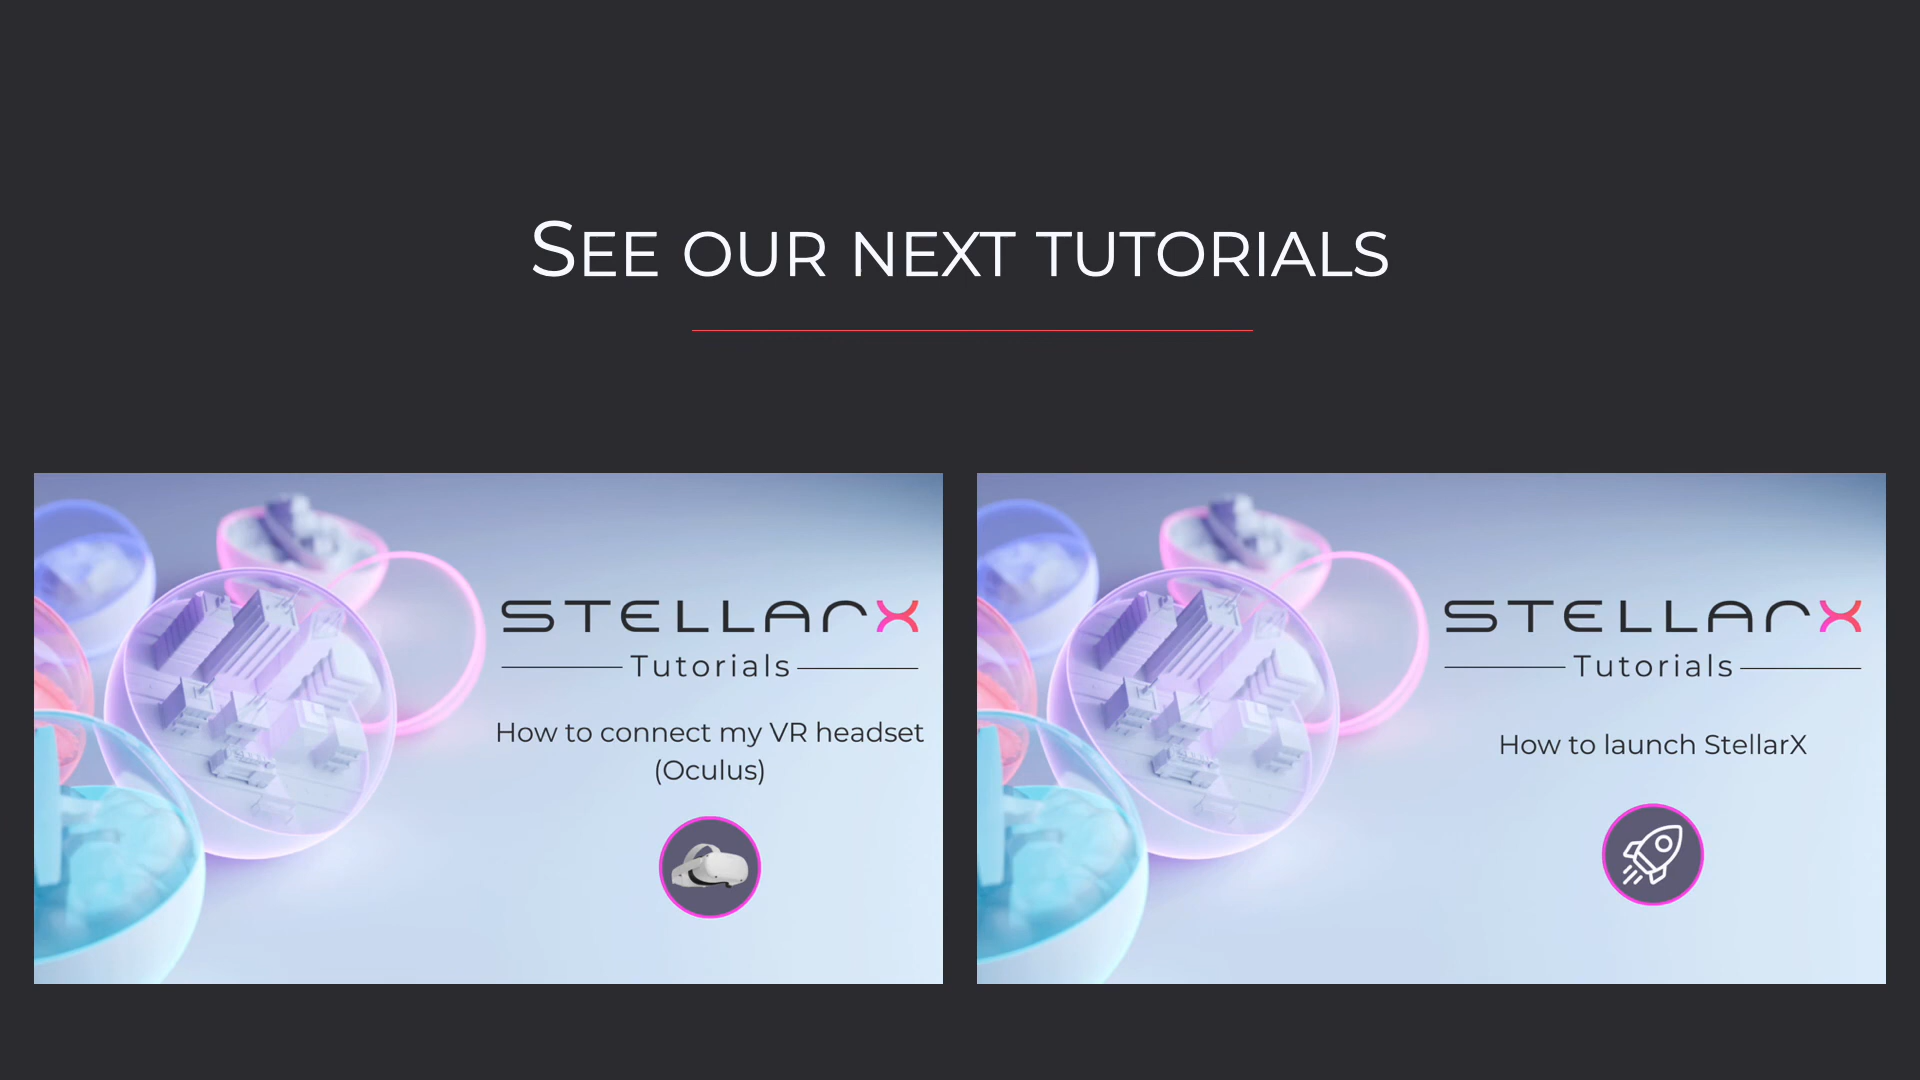 SEE OUR NEXT TUTORIALS
STELLARX
Tutorials
How to connect my VR headset
(Oculus)
STELLARX
Tutorials
How to launch StellarX